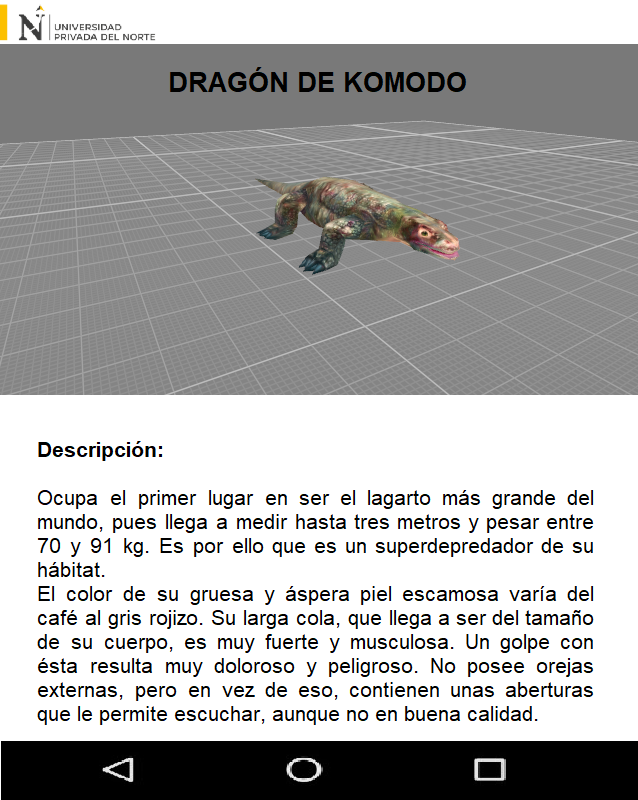 UNIVERSIDAD
PRIVADA DEL NORTE
DRAGÓN DE KOMODO
Descripción:
Ocupa el primer lugar en ser el lagarto más grande del
mundo, pues llega a medir hasta tres metros y pesar entre
70 y 91 kg. Es por ello que es un superdepredador de su
hábitat.
El color de su gruesa y áspera piel escamosa varía del
café al gris rojizo. Su larga cola, que llega a ser del tamaño
de su cuerpo, es muy fuerte y musculosa. Un golpe con
ésta resulta muy doloroso y peligroso. No posee orejas
externas, pero en vez de eso, contienen unas aberturas
que le permite escuchar, aunque no en buena calidad.